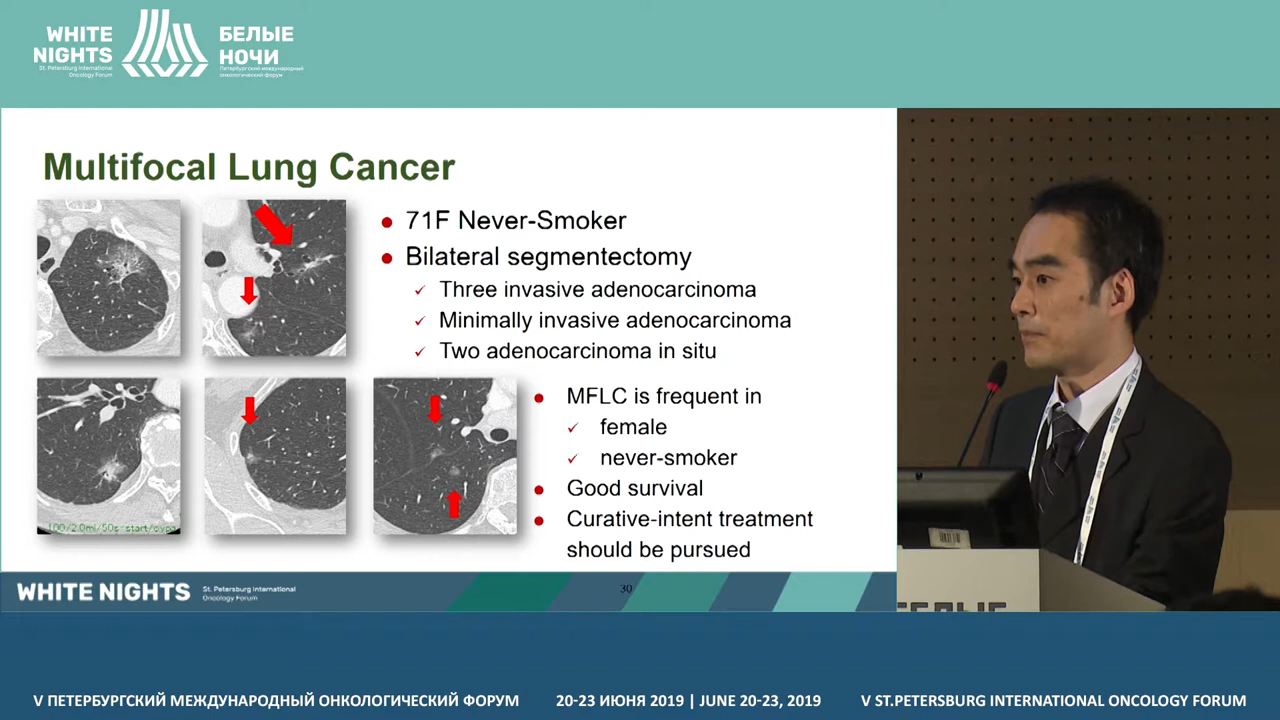 WHITE
NIGHTS
St. Petersburg International
Oncology Forum
БЕЛЫЕ
НОЧИ
Петербургский международный
онкологический форум
Multifocal Lung Cancer
71F Never-Smoker
Bilateral segmentectomy
Three invasive adenocarcinoma
Minimally invasive adenocarcinoma
Two adenocarcinoma in situ
MFLC is frequent in
female
never-smoker
Good survival
Curative-intent treatment
should be pursued
WHITE NIGHTS
St. Petersburg International
Oncology Forum
30
V ПЕТЕРБУРГСКИЙ МЕЖДУНАРОДНЫЙ ОНКОЛОГИЧЕСКИЙ ФОРУМ
20-23 ИЮНЯ 2019 | JUNE 20-23, 2019
V ST.PETERSBURG INTERNATIONAL ONCOLOGY FORUM